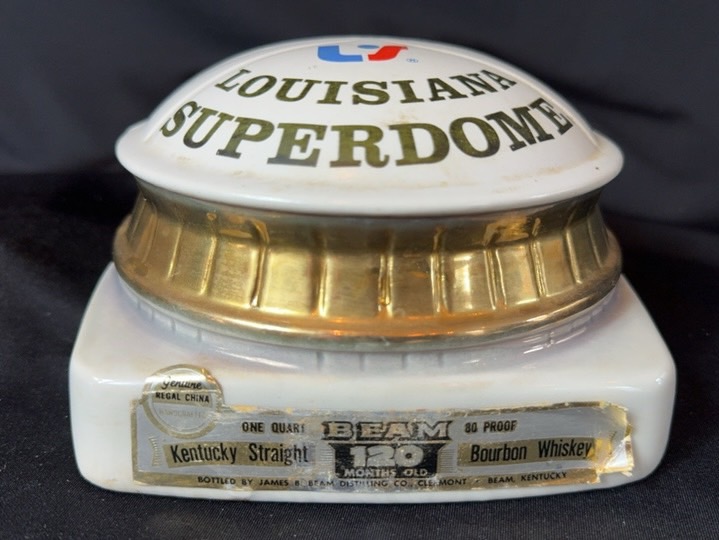 LS
®
LOUISIANA
SUPERDOME
Genuine
REGAL CHINA
ONE QUART BEAM 80 PROOF
Kentucky Straight 120 Bourbon Whiskey
MONTHS OLD
BOTTLED BY JAMES B. BEAM DISTILLING CO., CLERMONT - BEAM, KENTUCKY